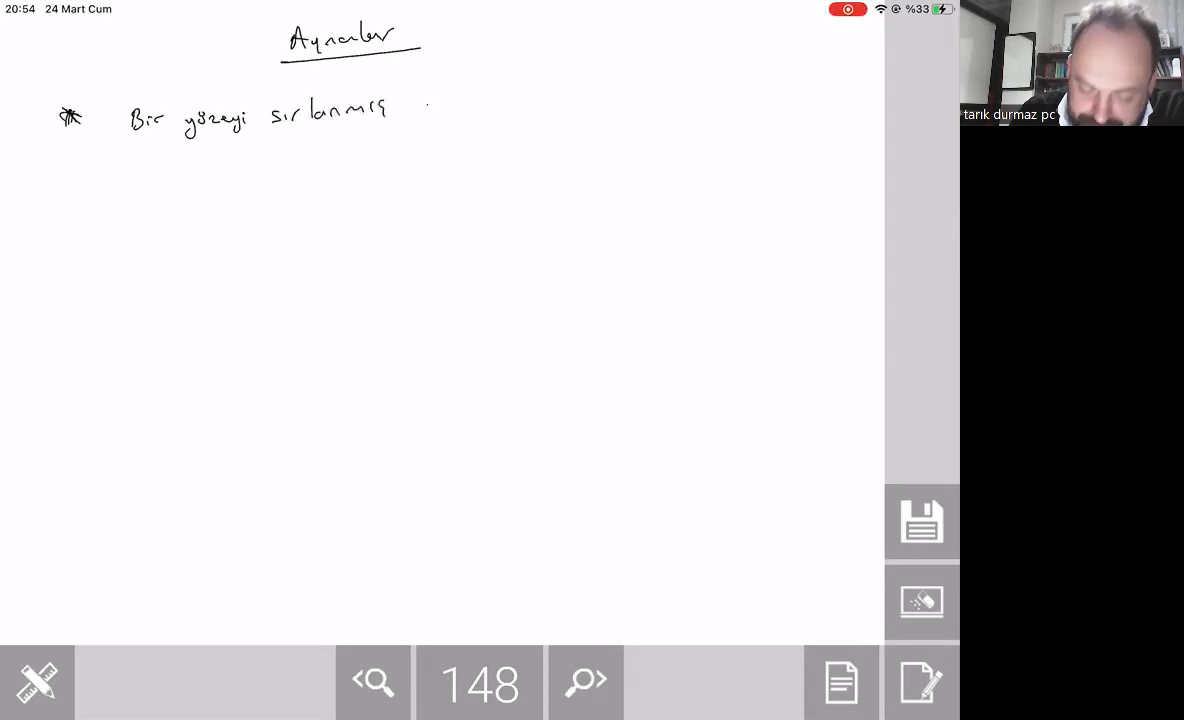 20:54 24 Mart Cum %33
Aynalar
* Bir yüzeyi sırlanmış
tarık durmaz pc
148